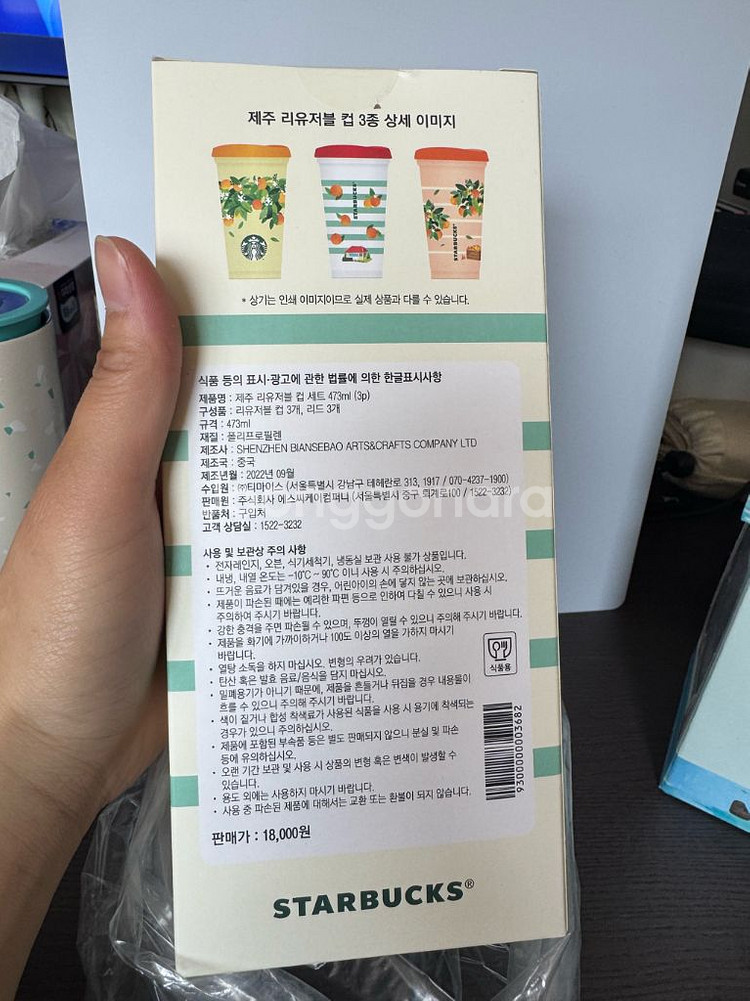 제주 리유저블 컵 3종 상세 이미지
STARBUCKS
STARBUCKS
* 상기는 인쇄 이미지이므로 실제 상품과 다를 수 있습니다.
식품 등의 표시·광고에 관한 법률에 의한 한글표시사항
제품명 : 제주 리유저블 컵 세트 473ml (3p)
구성품 : 리유저블 컵 3개, 리드 3개
규격 : 473ml
재질 : 폴리프로필렌
제조사 : SHENZHEN BIANSEBAO ARTS&CRAFTS COMPANY LTD
제조국 : 중국
제조년월 : 2022년 09월
수입원 : ㈜티마이스 (서울특별시 강남구 테헤란로 313, 1917 / 070-4237-1900)
판매원 : 주식회사 에스씨케이컴퍼니 (서울특별시 중구 퇴계로100 / 1522-3232)
반품처 : 구입처
고객 상담실 : 1522-3232
사용 및 보관상 주의 사항
· 전자레인지, 오븐, 식기세척기, 냉동실 보관 사용 불가 상품입니다.
· 내냉, 내열 온도는 -10℃ ~ 90℃ 이니 사용 시 주의하십시오.
· 뜨거운 음료가 담겨있을 경우, 어린아이의 손에 닿지 않는 곳에 보관하십시오.
· 제품이 파손된 때에는 예리한 파편 등으로 인하여 다칠 수 있으니 사용 시
주의하여 주시기 바랍니다.
· 강한 충격을 주면 파손될 수 있으며, 뚜껑이 열릴 수 있으니 주의해 주시기 바랍니다.
· 제품을 화기에 가까이하거나 100도 이상의 열을 가하지 마시기
바랍니다.
· 열탕 소독을 하지 마십시오. 변형의 우려가 있습니다.
· 탄산 혹은 발효 음료/음식을 담지 마십시오.
· 밀폐용기가 아니기 때문에, 제품을 흔들거나 뒤집을 경우 내용물이
흐를 수 있으니 주의해 주시기 바랍니다.
· 색이 짙거나 합성 착색료가 사용된 식품을 사용 시 용기에 착색되는
경우가 있으니 주의하십시오.
· 제품에 포함된 부속품 등은 별도 판매되지 않으니 분실 및 파손
등에 유의하십시오.
· 오랜 기간 보관 및 사용 시 상품의 변형 혹은 변색이 발생할 수
있습니다.
· 용도 외에는 사용하지 마시기 바랍니다.
· 사용 중 파손된 제품에 대해서는 교환 또는 환불이 되지 않습니다.
식품용
9300000003682
판매가 : 18,000원
STARBUCKS®